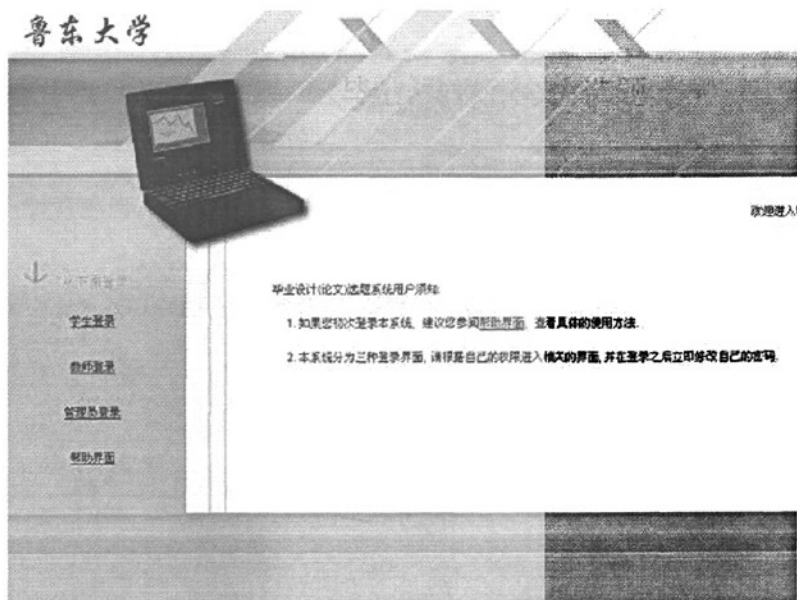 鲁东大学
欢迎进入
毕业设计(论文)选题系统用户须知:
1. 如果您初次登录本系统, 建议您参阅帮助界面, 查看具体的使用方法.
2. 本系统分为三种登录界面, 请根据自己的权限进入相关的界面, 并在登录之后立即修改自己的密码.
学生登录
教师登录
管理员登录
帮助界面